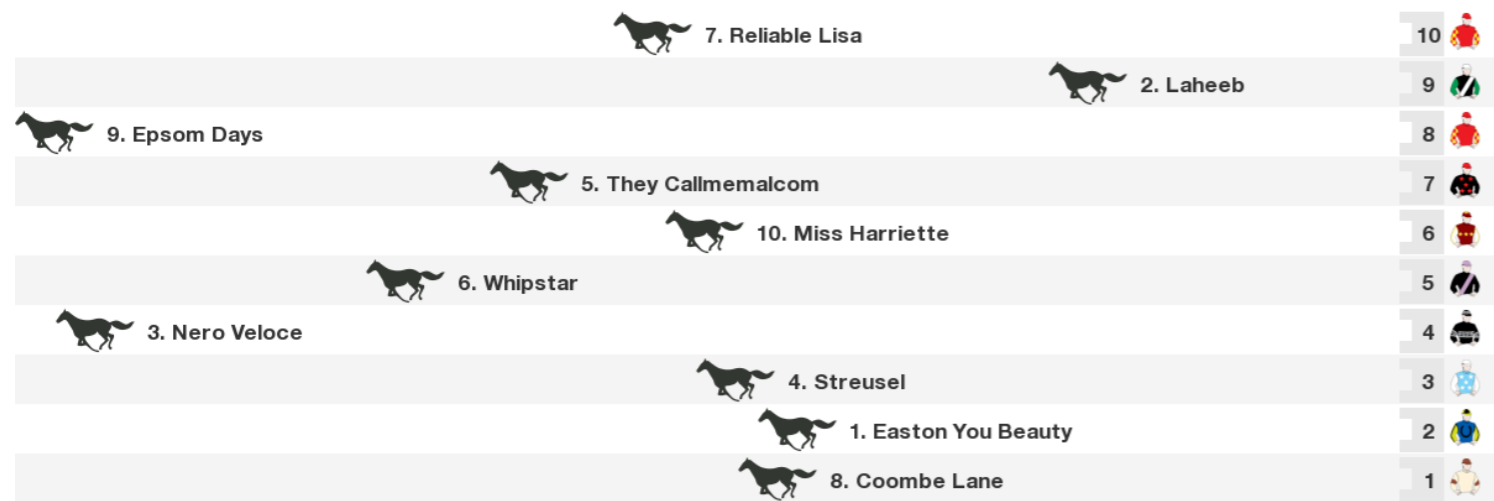 7. Reliable Lisa 10
2. Laheeb 9
9. Epsom Days 8
5. They Callmemalcom 7
10. Miss Harriette 6
6. Whipstar 5
3. Nero Veloce 4
4. Streusel 3
1. Easton You Beauty 2
8. Coombe Lane 1